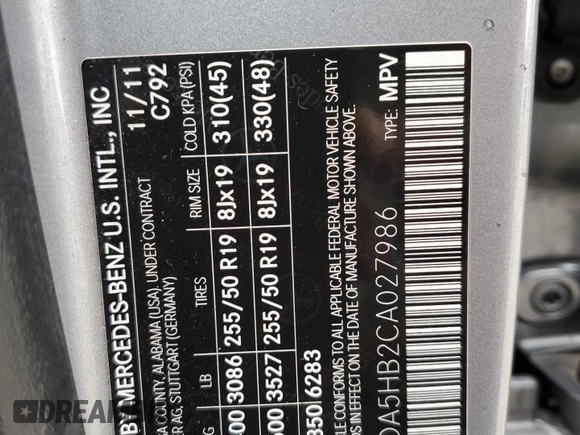 BY MERCEDES-BENZ U.S. INTL., INC
COUNTY, ALABAMA (USA), UNDER CONTRACT
AG, STUTTGART (GERMANY)
11/11
C792
LB TIRES RIM SIZE COLD KPA (PSI)
3086 255/50 R19 8Jx19 310(45)
3527 255/50 R19 8Jx19 330(48)
6283
CONFORMS TO ALL APPLICABLE FEDERAL MOTOR VEHICLE SAFETY
IN EFFECT ON THE DATE OF MANUFACTURE SHOWN ABOVE.
DA5HB2CA027986 TYPE: MPV
DREAM